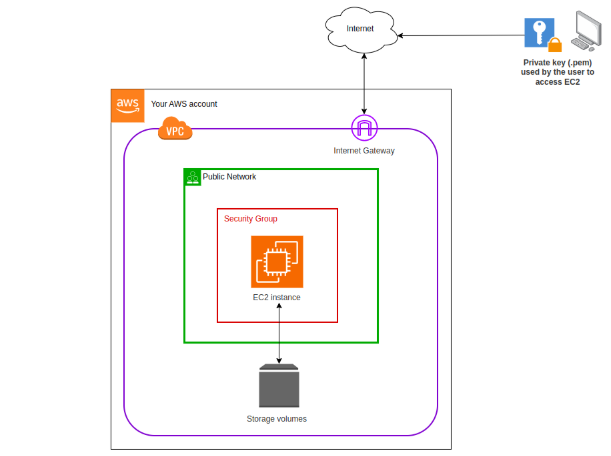 Internet
Private key (.pem)
used by the user to
access EC2
aws
Your AWS account
VPC
Internet Gateway
Public Network
Security Group
EC2 instance
Storage volumes